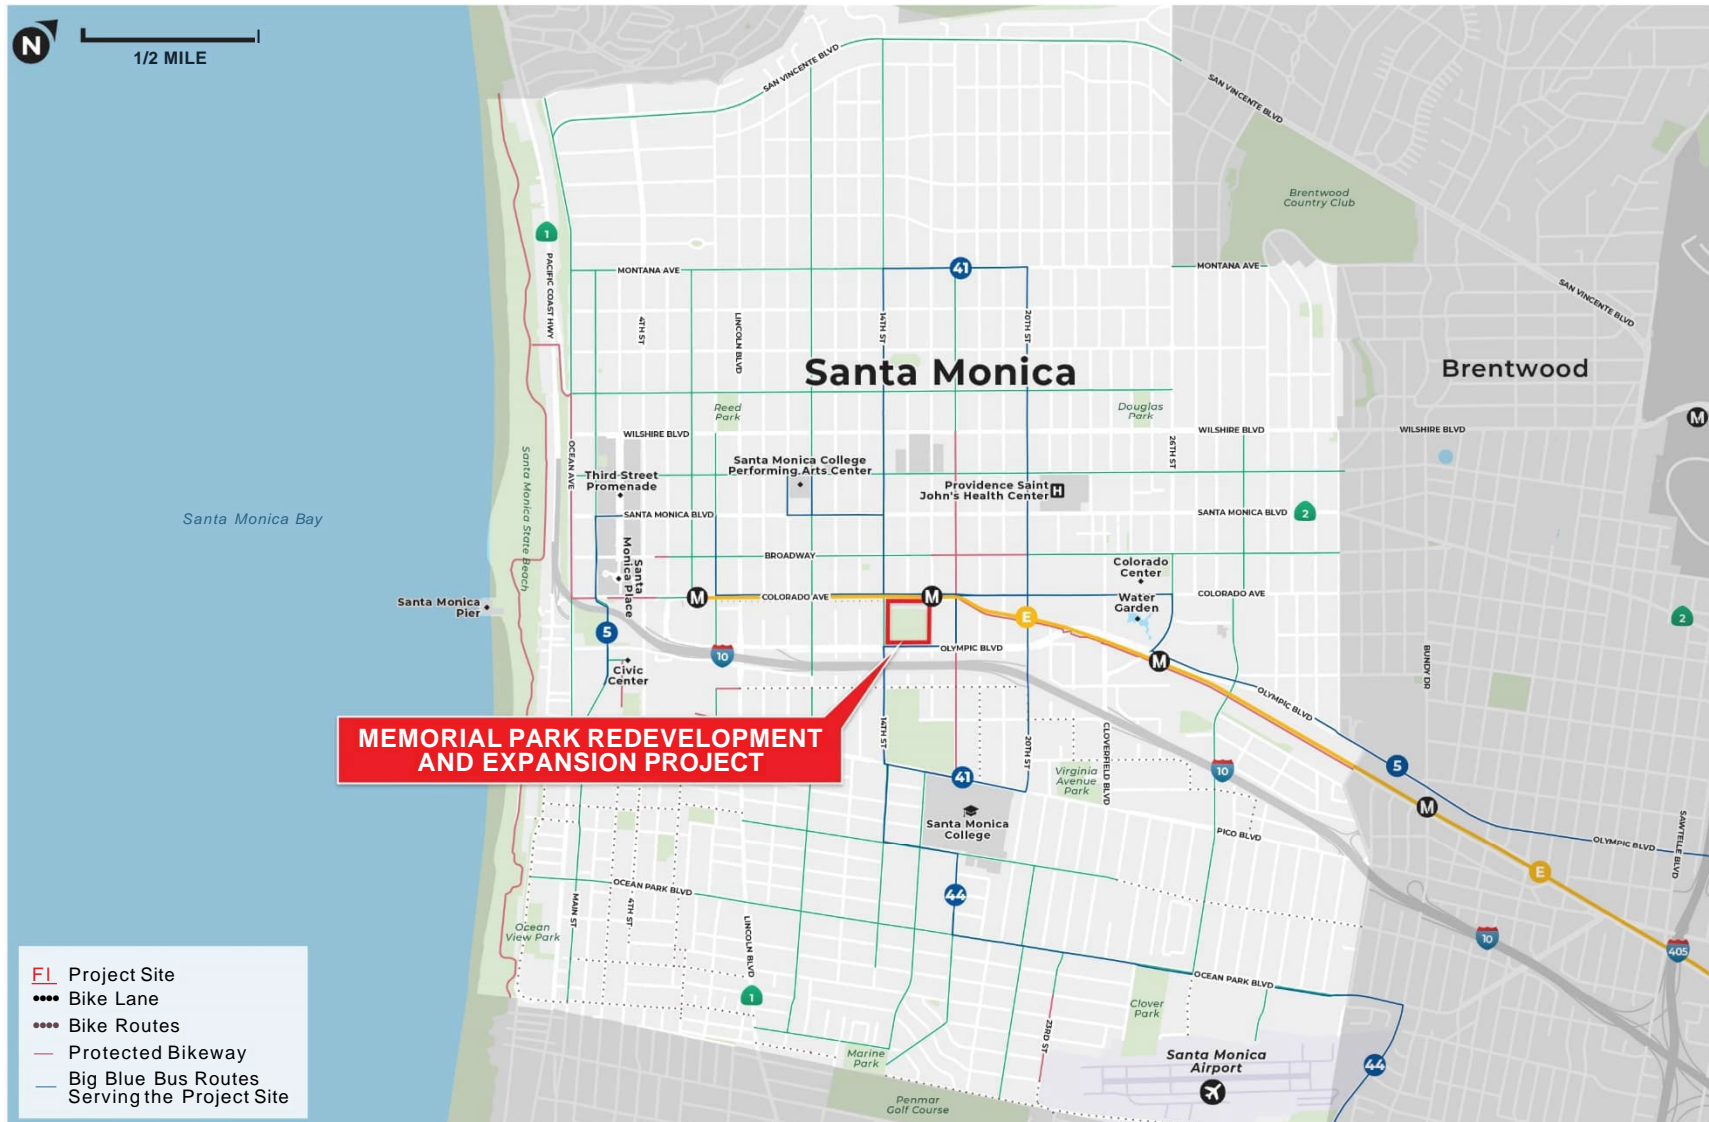 N
1/2 MILE
SAN VINCENTE BLVD
SAN VINCENTE BLVD
Brentwood
Country Club
1
PACIFIC COAST HWY
MONTANA AVE
41
MONTANA AVE
SAN VINCENTE BLVD
4TH ST
LINCOLN BLVD
14TH ST
20TH ST
Santa Monica
Brentwood
Reed
Park
Douglas
Park
M
OCEAN AVE
WILSHIRE BLVD
26TH ST
WILSHIRE BLVD
WILSHIRE BLVD
Santa Monica State Beach
Third Street
Promenade
Santa Monica College
Performing Arts Center
Providence Saint
John's Health Center
H
Santa Monica Bay
SANTA MONICA BLVD
SANTA MONICA BLVD
2
Santa
Monica Place
BROADWAY
Colorado
Center
Santa Monica
Pier
M
COLORADO AVE
M
Water
Garden
COLORADO AVE
E
2
5
10
OLYMPIC BLVD
M
BUNDY DR
Civic
Center
OLYMPIC BLVD
MEMORIAL PARK REDEVELOPMENT
AND EXPANSION PROJECT
14TH ST
20TH ST
CLOVERFIELD BLVD
41
Virginia
Avenue
Park
10
5
M
Santa Monica
College
PICO BLVD
OLYMPIC BLVD
SAWTELLE BLVD
E
OCEAN PARK BLVD
44
MAIN ST
4TH ST
LINCOLN BLVD
Ocean
View Park
10
405
OCEAN PARK BLVD
1
Clover
Park
23RD ST
Marine
Park
Santa Monica
Airport
44
Penmar
Golf Course
FI Project Site
Bike Lane
Bike Routes
Protected Bikeway
Big Blue Bus Routes
Serving the Project Site